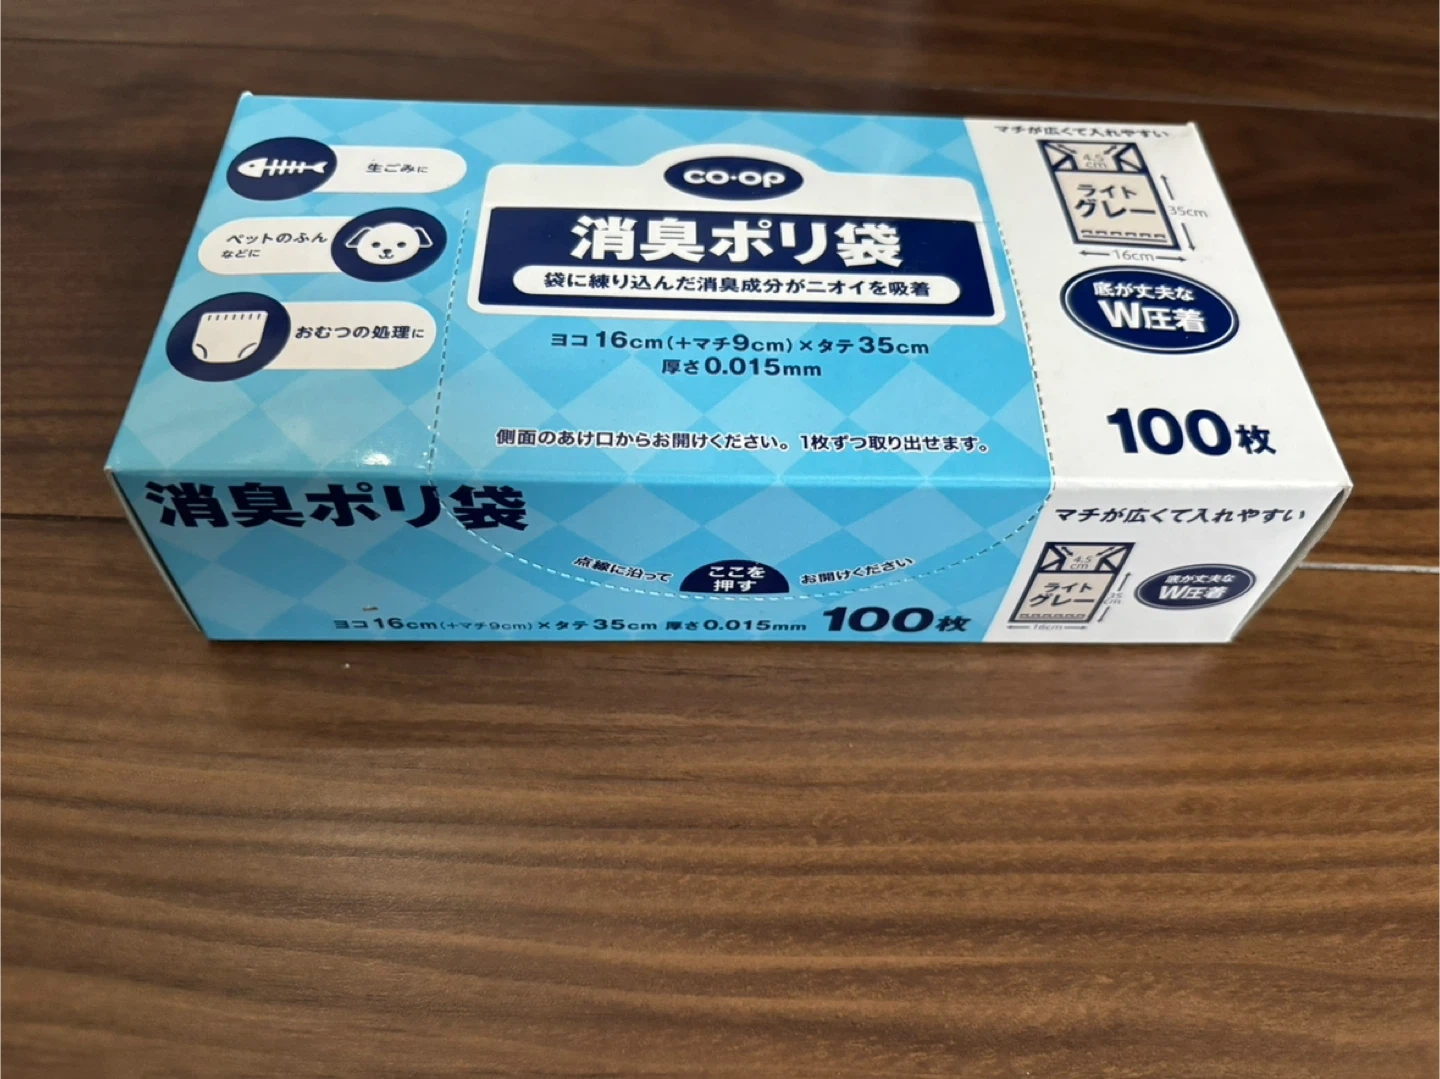 生ごみに
ペットのふん
などに
おむつの処理に
CO・OP
消臭ポリ袋
袋に練り込んだ消臭成分がニオイを吸着
ヨコ16cm(+マチ9cm)×タテ35cm
厚さ0.015mm
側面のあけ口からお開けください。1枚ずつ取り出せます。
マチが広くて入れやすい
4.5
cm
ライト
グレー
35cm
16cm
底が丈夫な
W圧着
100枚
消臭ポリ袋
点線に沿って
ここを
押す
お開けください
ヨコ16cm(+マチ9cm)×タテ35cm 厚さ0.015mm 100枚
マチが広くて入れやすい
4.5
cm
ライト
グレー
35
cm
16cm
底が丈夫な
W圧着